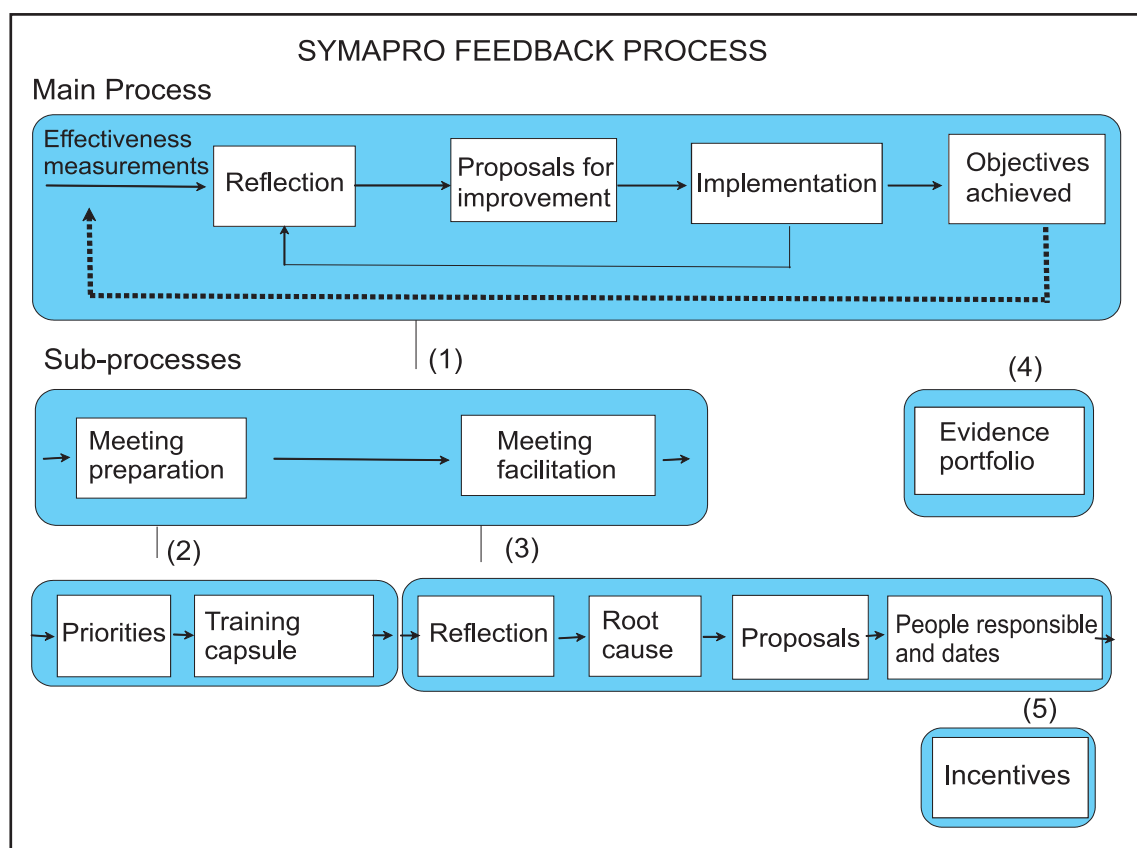 SYMAPRO FEEDBACK PROCESS
Main Process
Effectiveness
measurements
Reflection
Proposals for
improvement
Implementation
Objectives
achieved
(1)
Sub-processes
(4)
Meeting
preparation
Meeting
facilitation
Evidence
portfolio
(2)
(3)
Priorities
Training
capsule
Reflection
Root
cause
Proposals
People responsible
and dates
(5)
Incentives